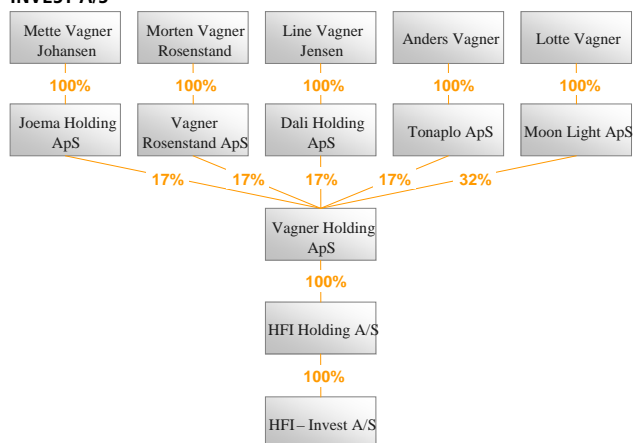 INVEST A/S
Mette Vagner
Johansen
Morten Vagner
Rosenstand
Line Vagner
Jensen
Anders Vagner
Lotte Vagner
100%
100%
100%
100%
100%
Joema Holding
ApS
Vagner
Rosenstand ApS
Dali Holding
ApS
Tonaplo ApS
Moon Light ApS
17%
17%
17%
17%
32%
Vagner Holding
ApS
100%
HFI Holding A/S
100%
HFI – Invest A/S